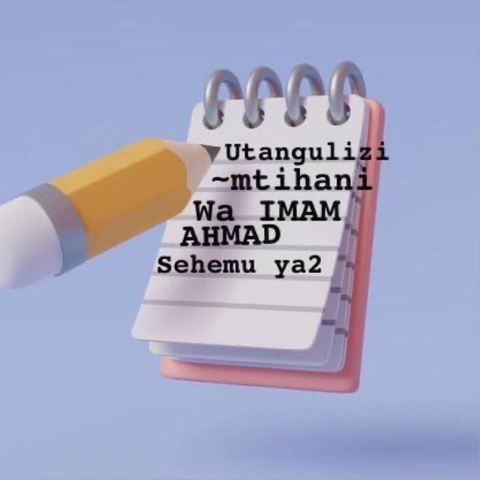 Utangulizi
~mtihani
Wa IMAM
AHMAD
Sehemu ya2